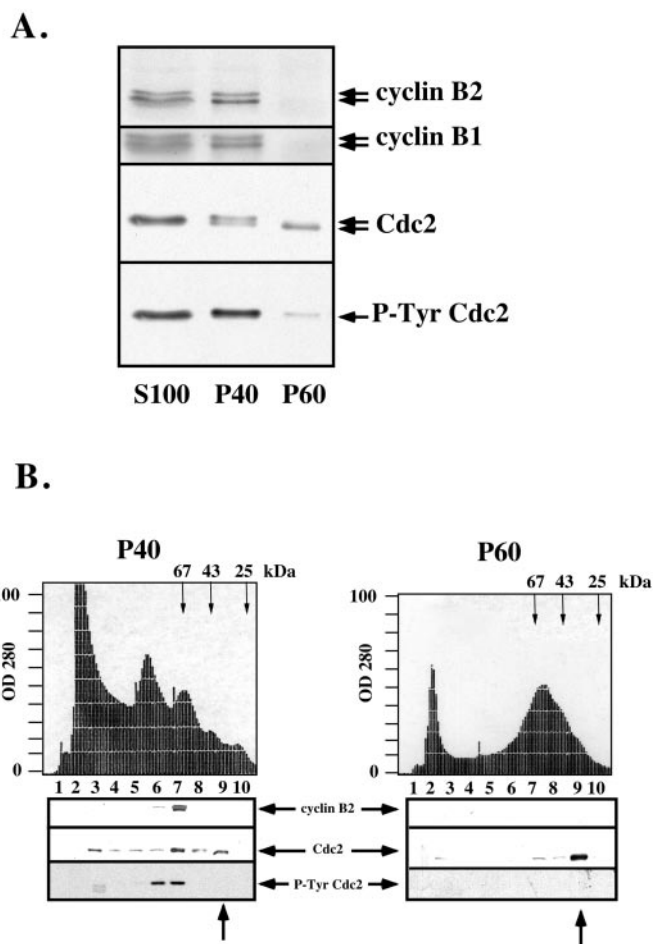 A.
cyclin B2
cyclin B1
Cdc2
P-Tyr Cdc2
S100 P40 P60
B.
P40
67 43 25 kDa
00
OD 280
0
1 2 3 4 5 6 7 8 9 10
P60
67 43 25 kDa
100
OD 280
0
1 2 3 4 5 6 7 8 9 10
cyclin B2
Cdc2
P-Tyr Cdc2